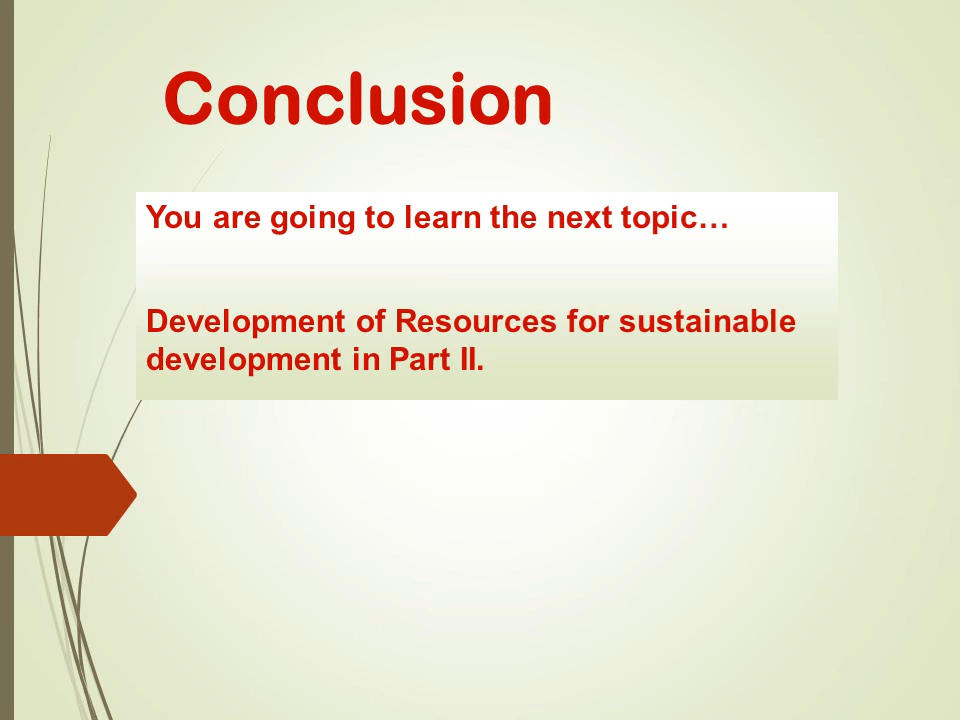 Conclusion
You are going to learn the next topic…
Development of Resources for sustainable
development in Part II.